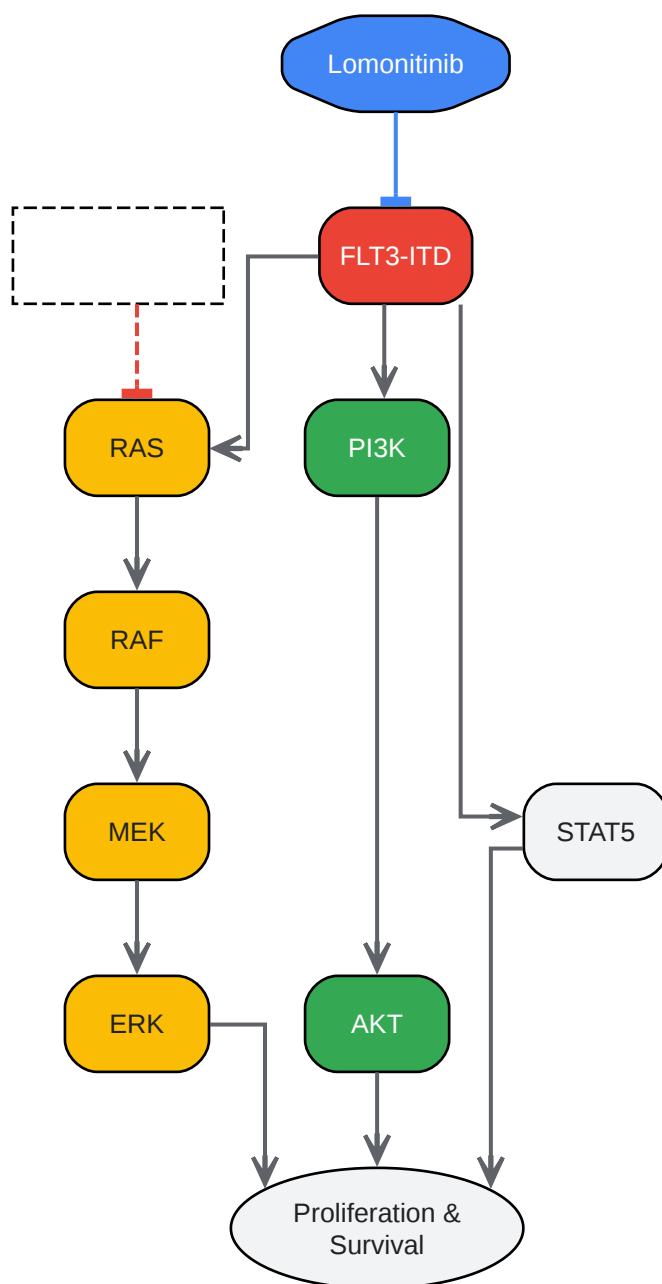 Lomonitinib
FLT3-ITD
RAS
PI3K
RAF
MEK
STAT5
ERK
AKT
Proliferation &
Survival